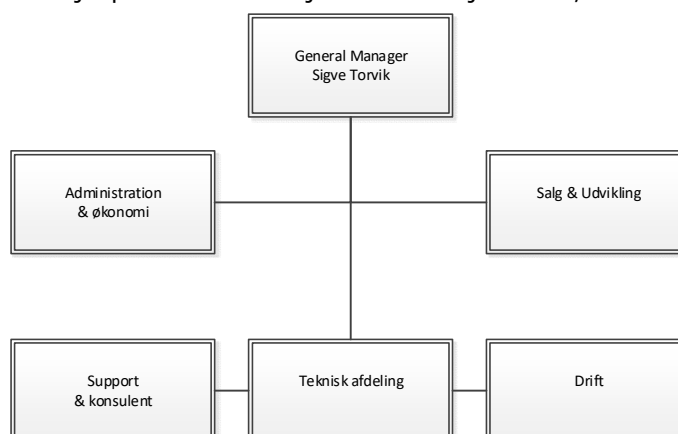 General Manager
Sigve Torvik
Administration
& økonomi
Salg & Udvikling
Support
& konsulent
Teknisk afdeling
Drift